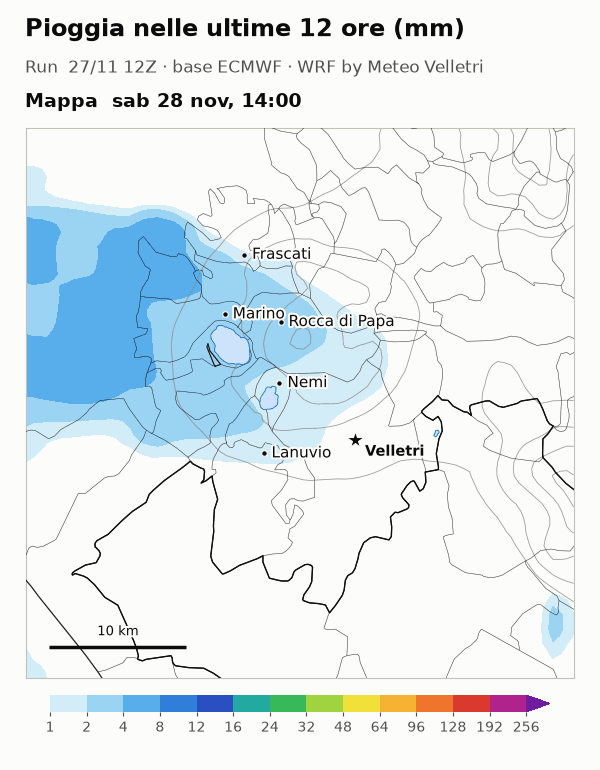 Pioggia nelle ultime 12 ore (mm)
Run  27/11 12Z · base ECMWF · WRF by Meteo Velletri
Mappa  sab 28 nov, 14:00
Frascati
Marino
Rocca di Papa
Nemi
Velletri
Lanuvio
10 km
1 2 4 8 12 16 24 32 48 64 96 128 192 256